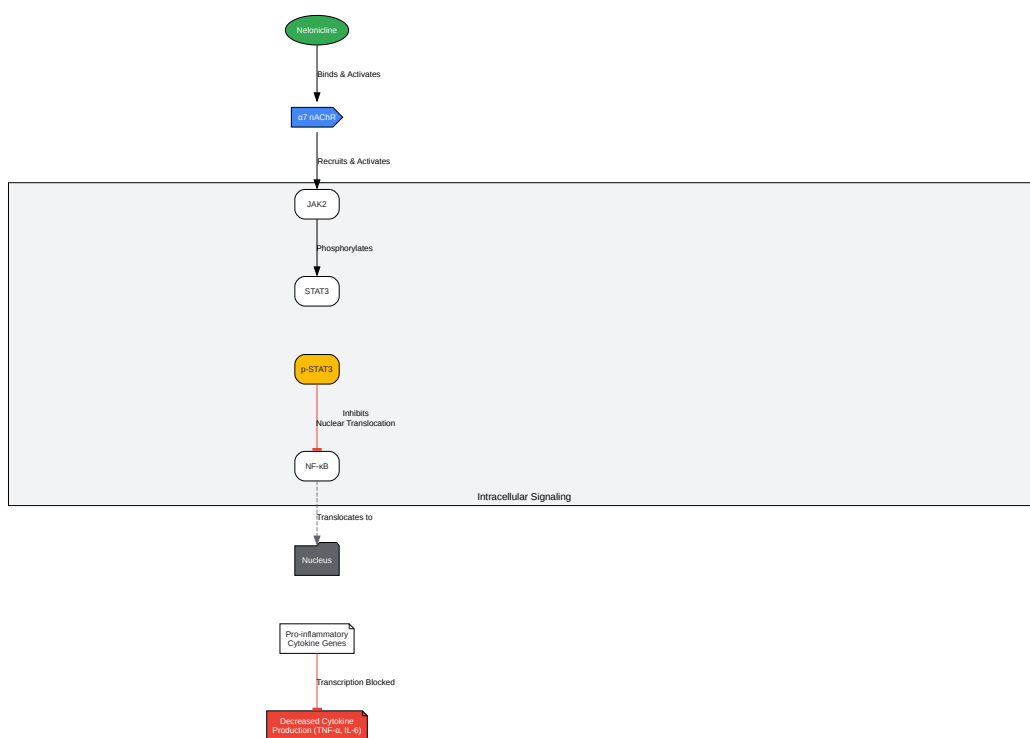 Nelonicline
Binds & Activates
α7 nAChR
Recruits & Activates
JAK2
Phosphorylates
STAT3
p-STAT3
Inhibits
Nuclear Translocation
NF-κB
Intracellular Signaling
Translocates to
Nucleus
Pro-inflammatory
Cytokine Genes
Transcription Blocked
Decreased Cytokine
Production (TNF-α, IL-6)